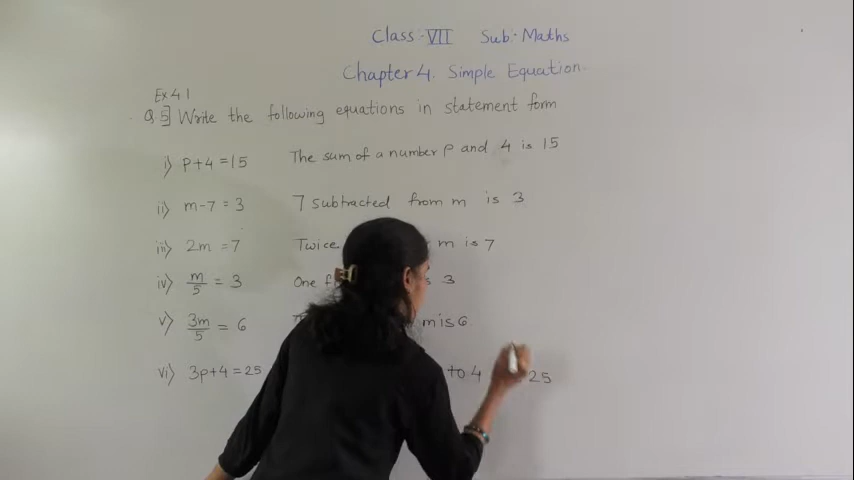 Class:- VII Sub:- Maths
Chapter 4. Simple Equation.
Ex 4.1
Q 5] Write the following equations in statement form
i) p+4 = 15 The sum of a number p and 4 is 15
ii) m-7 = 3 7 subtracted from m is 3
iii) 2m = 7 Twice m is 7
iv) m/5 = 3 One 3
v) 3m/5 = 6 m is 6
vi) 3p+4 = 25 to 4 25